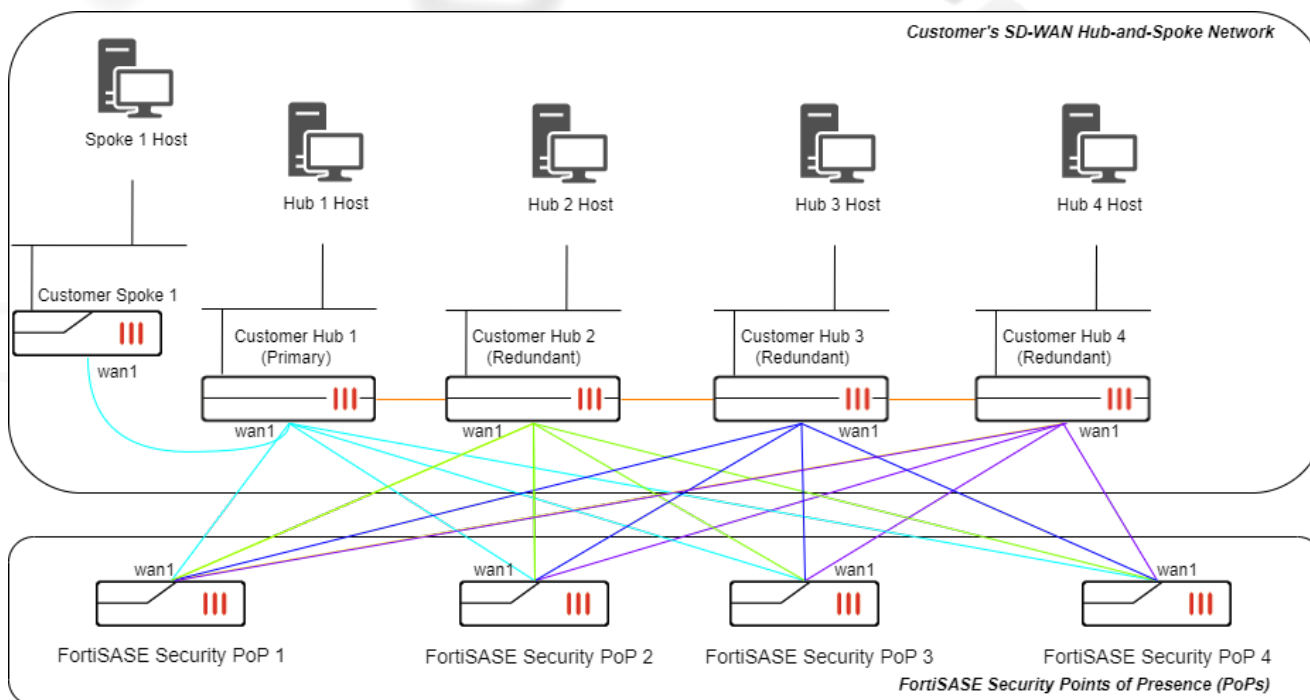 Customer's SD-WAN Hub-and-Spoke Network
Spoke 1 Host
Hub 1 Host
Hub 2 Host
Hub 3 Host
Hub 4 Host
Customer Spoke 1
wan1
Customer Hub 1
(Primary)
wan1
Customer Hub 2
(Redundant)
wan1
Customer Hub 3
(Redundant)
wan1
Customer Hub 4
(Redundant)
wan1
wan1
FortiSASE Security PoP 1
wan1
FortiSASE Security PoP 2
wan1
FortiSASE Security PoP 3
wan1
FortiSASE Security PoP 4
FortiSASE Security Points of Presence (PoPs)